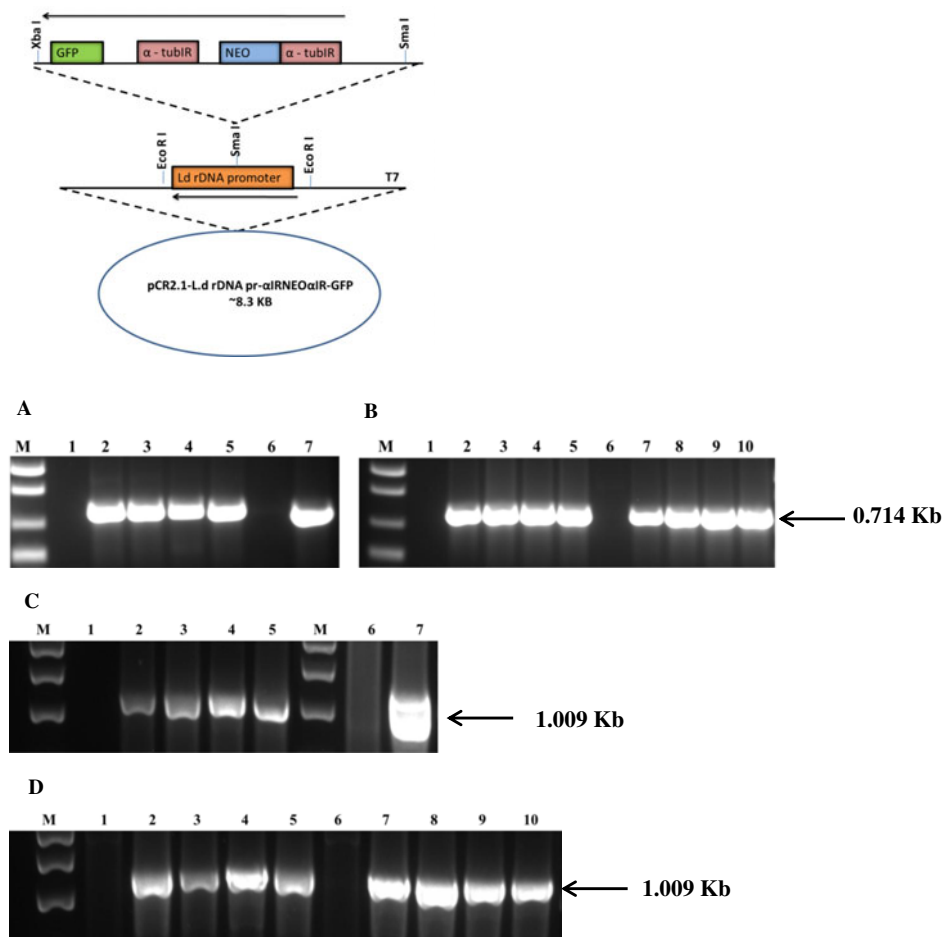 Xba I
Sma I
GFP
α - tubIR
NEO
α - tubIR
Eco R I
Sma I
Eco R I
Ld rDNA promoter
T7
pCR2.1-L.d rDNA pr-αIRNEOαIR-GFP
~8.3 KB
A
M 1 2 3 4 5 6 7
B
M 1 2 3 4 5 6 7 8 9 10
0.714 Kb
C
M 1 2 3 4 5 M 6 7
1.009 Kb
D
M 1 2 3 4 5 6 7 8 9 10
1.009 Kb